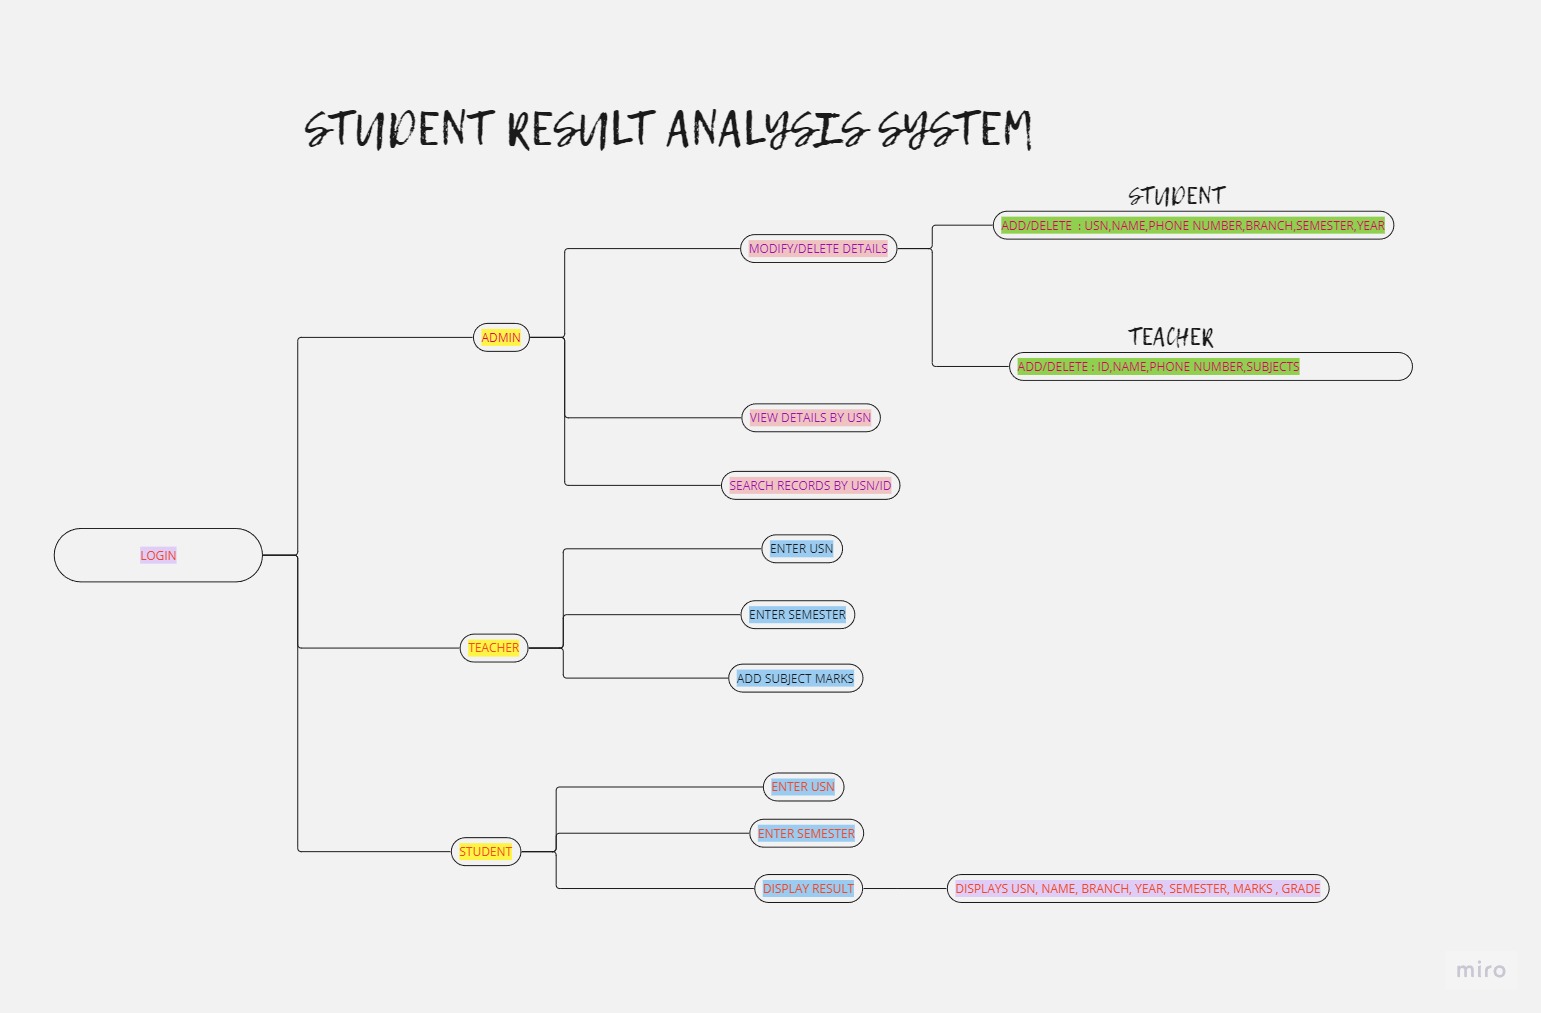 STUDENT RESULT ANALYSIS SYSTEM
STUDENT
ADD/DELETE : USN,NAME,PHONE NUMBER,BRANCH,SEMESTER,YEAR
MODIFY/DELETE DETAILS
TEACHER
ADD/DELETE : ID,NAME,PHONE NUMBER,SUBJECTS
ADMIN
VIEW DETAILS BY USN
SEARCH RECORDS BY USN/ID
LOGIN
ENTER USN
ENTER SEMESTER
TEACHER
ADD SUBJECT MARKS
ENTER USN
ENTER SEMESTER
STUDENT
DISPLAY RESULT
DISPLAYS USN, NAME, BRANCH, YEAR, SEMESTER, MARKS , GRADE
miro